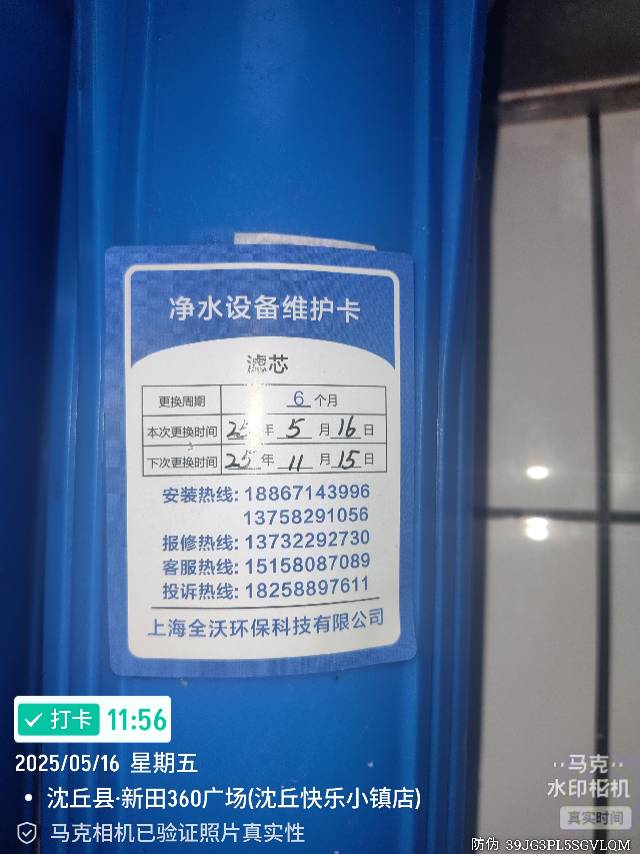 净水设备维护卡
滤芯
更换周期 6 个月
本次更换时间 25 年 5 月 16 日
下次更换时间 25 年 11 月 15 日
安装热线: 18867143996
13758291056
报修热线: 13732292730
客服热线: 15158087089
投诉热线: 18258897611
上海全沃环保科技有限公司
打卡 11:56
2025/05/16 星期五
沈丘县·新田360广场(沈丘快乐小镇店)
马克相机已验证照片真实性
马克
水印相机
真实时间
防伪 39JG3PL5SGVLQM